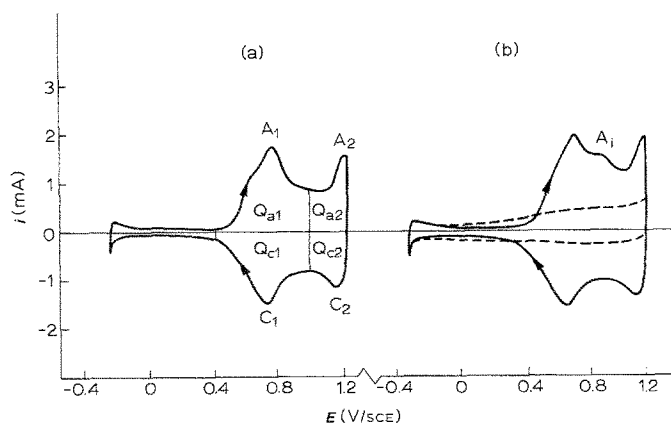 (a) (b)
3
2
1
0
-1
-2
i (mA)
A1 A2
Qa1 Qa2
Qc1 Qc2
C1 C2
Ai
-0.4 0 0.4 0.8 1.2 -0.4 0 0.4 0.8 1.2
E (V/SCE)